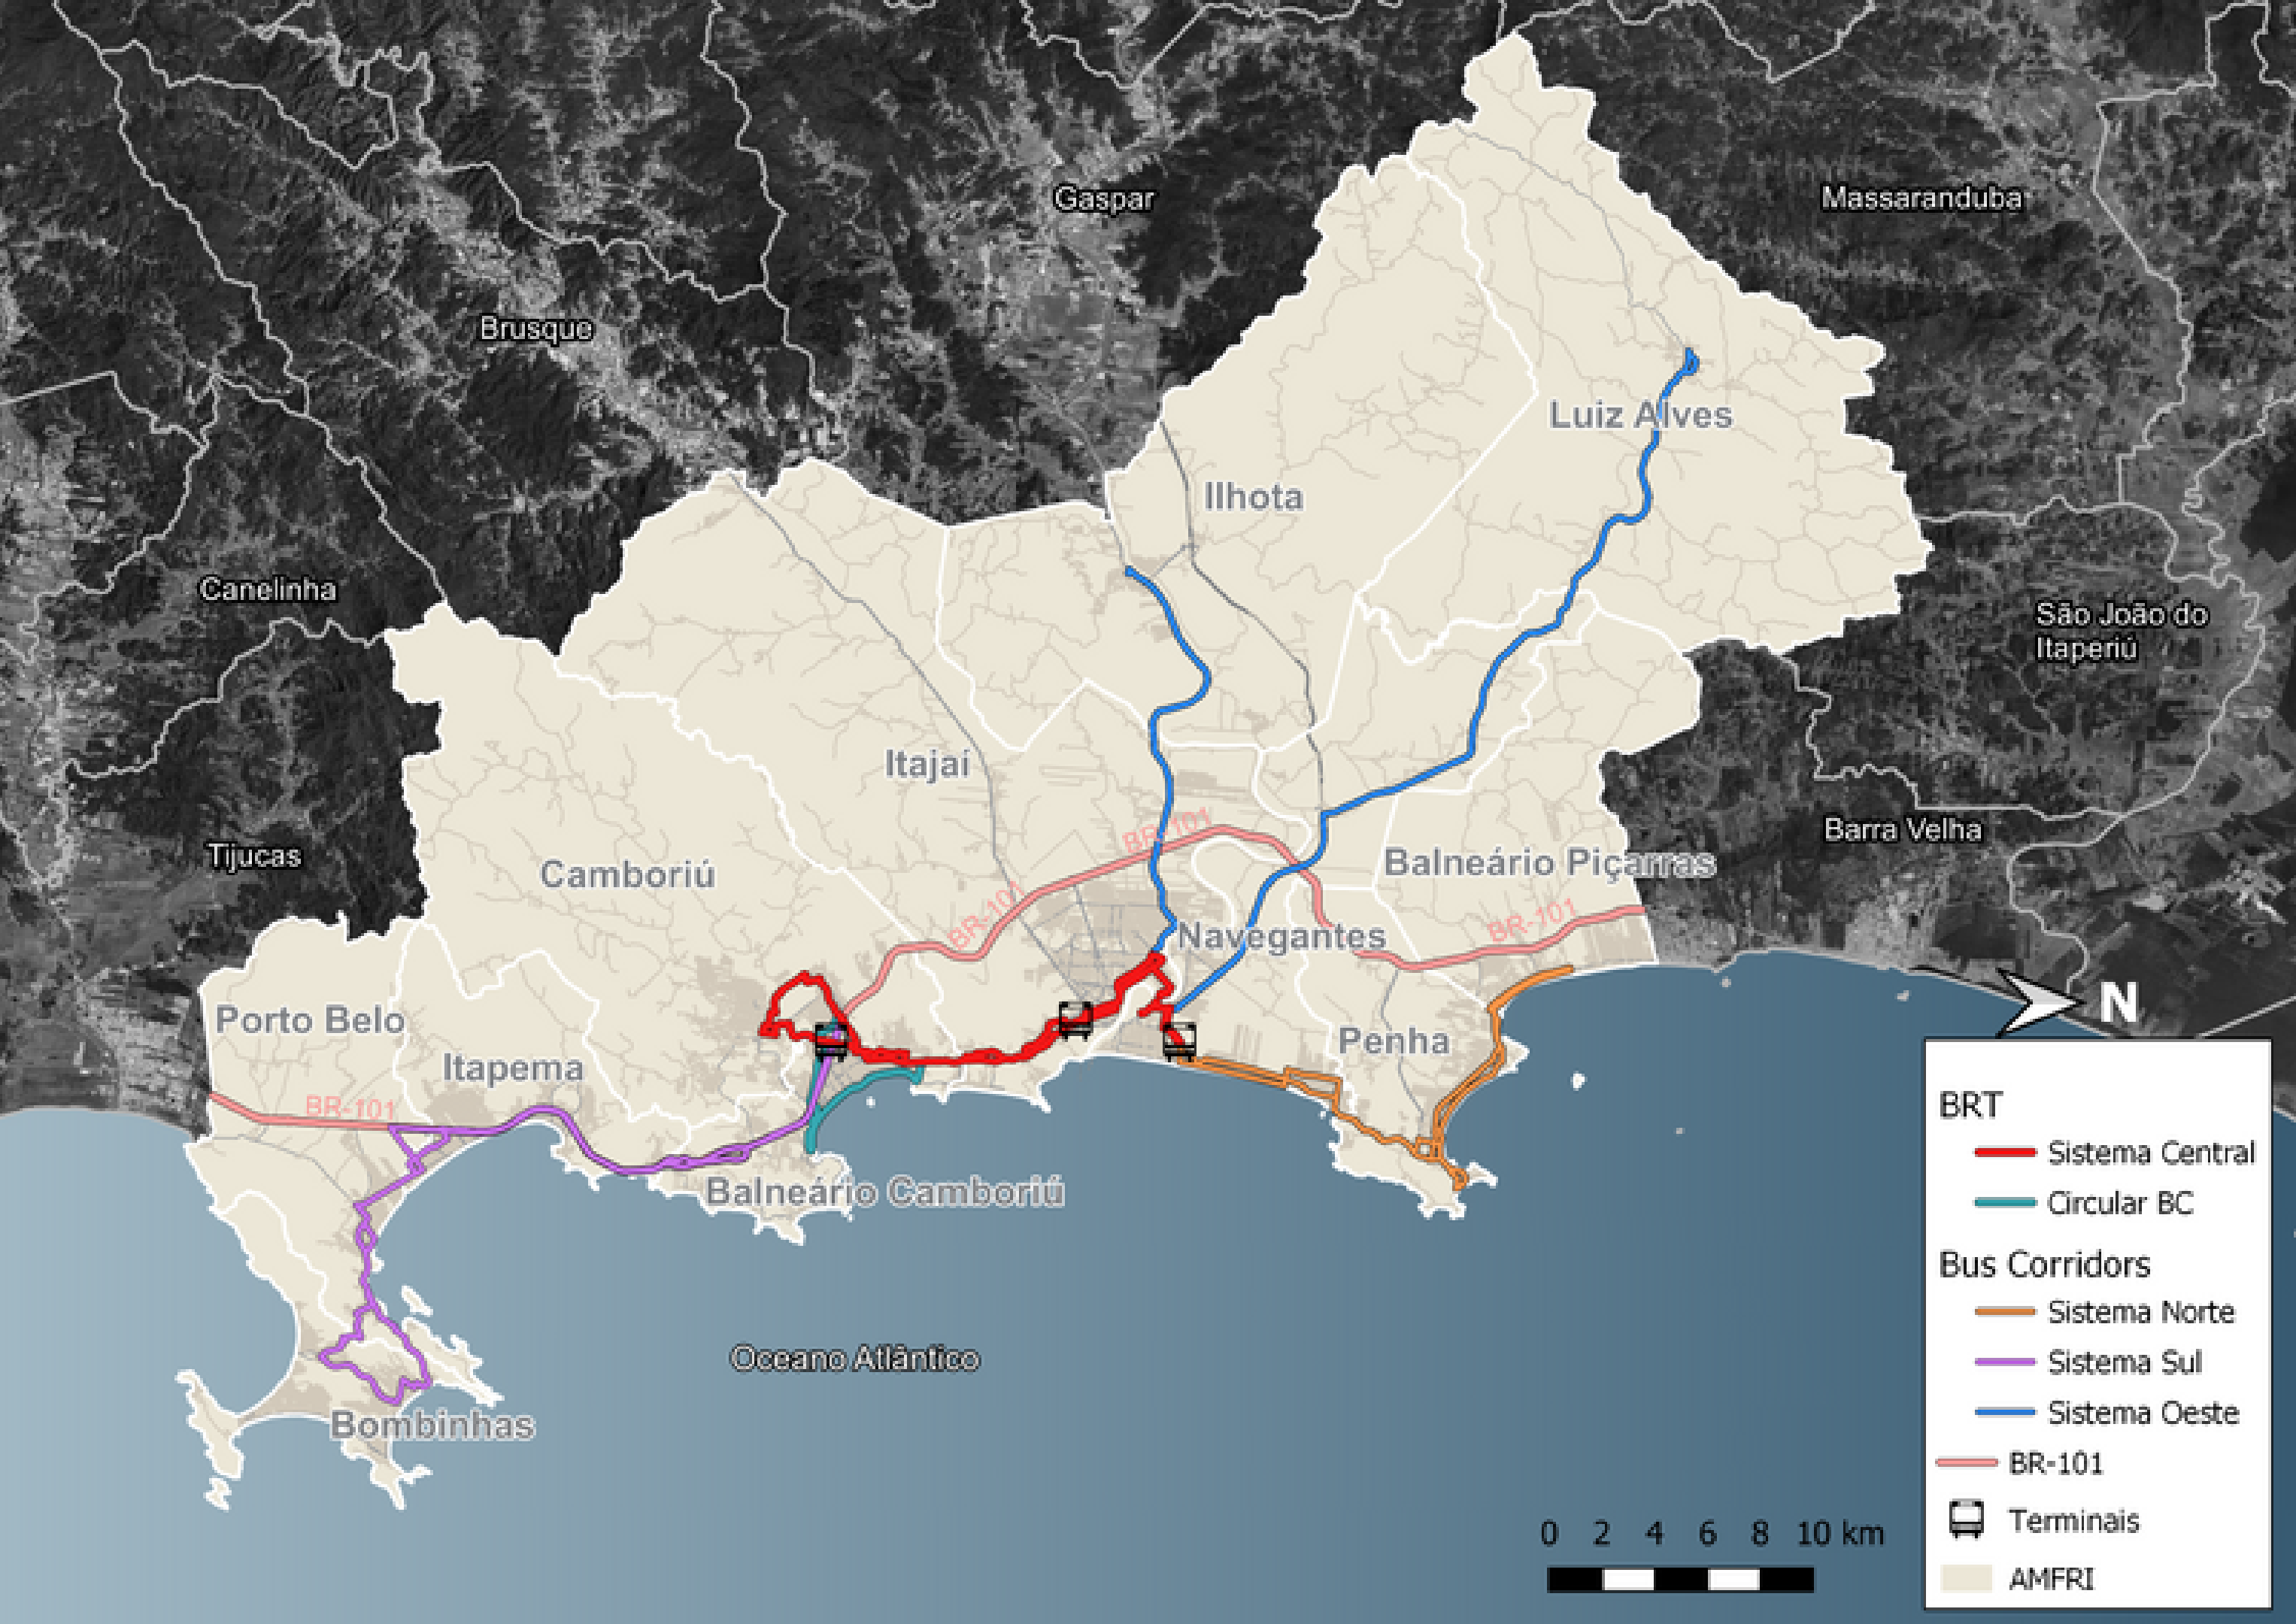 Gaspar
Massaranduba
Brusque
Luiz Alves
Ilhota
Canelinha
São João do
Itaperiú
Itajaí
BR-101
Barra Velha
Tijucas
Camboriú
Balneário Piçarras
BR-101
BR-101
Navegantes
N
Porto Belo
Penha
Itapema
BR-101
Balneário Camboriú
Oceano Atlântico
Bombinhas
BRT
Sistema Central
Circular BC
Bus Corridors
Sistema Norte
Sistema Sul
Sistema Oeste
BR-101
Terminais
AMFRI
0 2 4 6 8 10 km